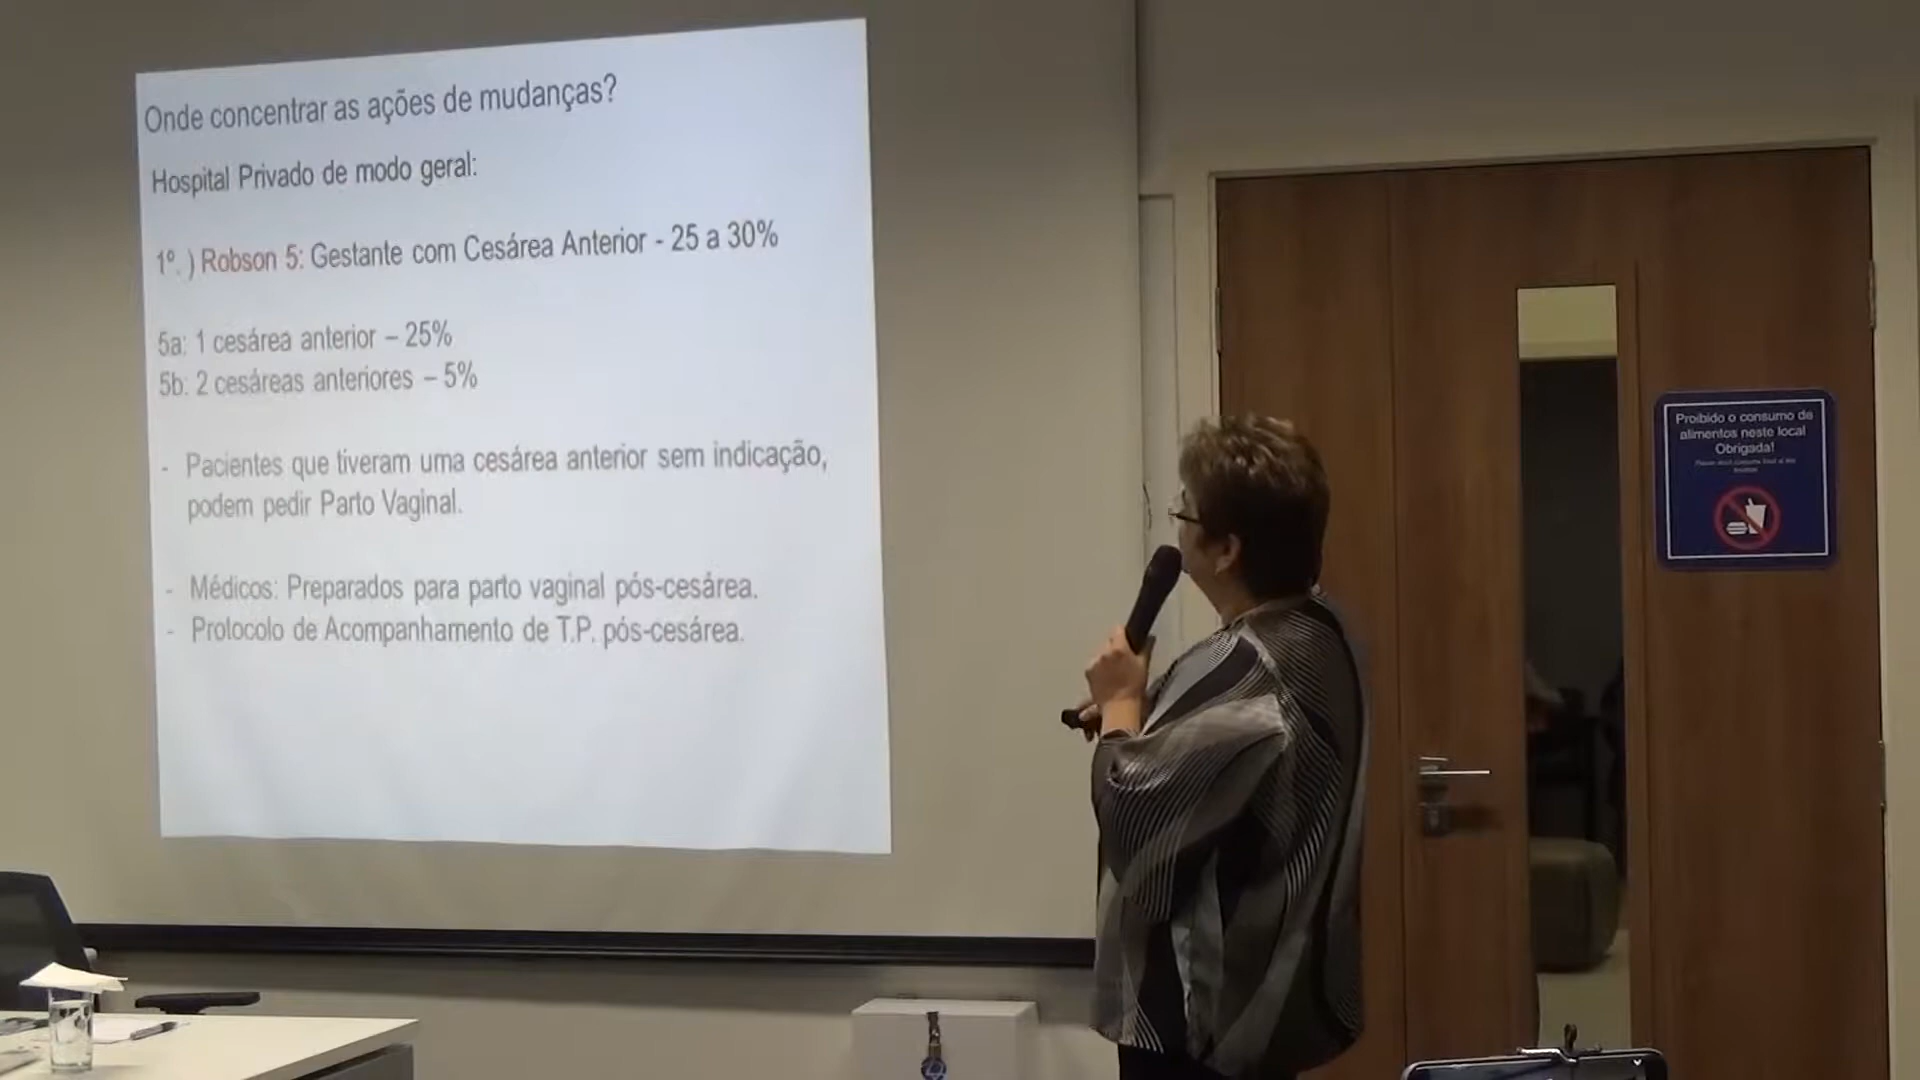 Onde concentrar as ações de mudanças?
Hospital Privado de modo geral:
1º. ) Robson 5: Gestante com Cesárea Anterior - 25 a 30%
5a: 1 cesárea anterior – 25%
5b: 2 cesáreas anteriores – 5%
- Pacientes que tiveram uma cesárea anterior sem indicação,
podem pedir Parto Vaginal.
- Médicos: Preparados para parto vaginal pós-cesárea.
- Protocolo de Acompanhamento de T.P. pós-cesárea.
Proibido o consumo de
alimentos neste local
Obrigada!